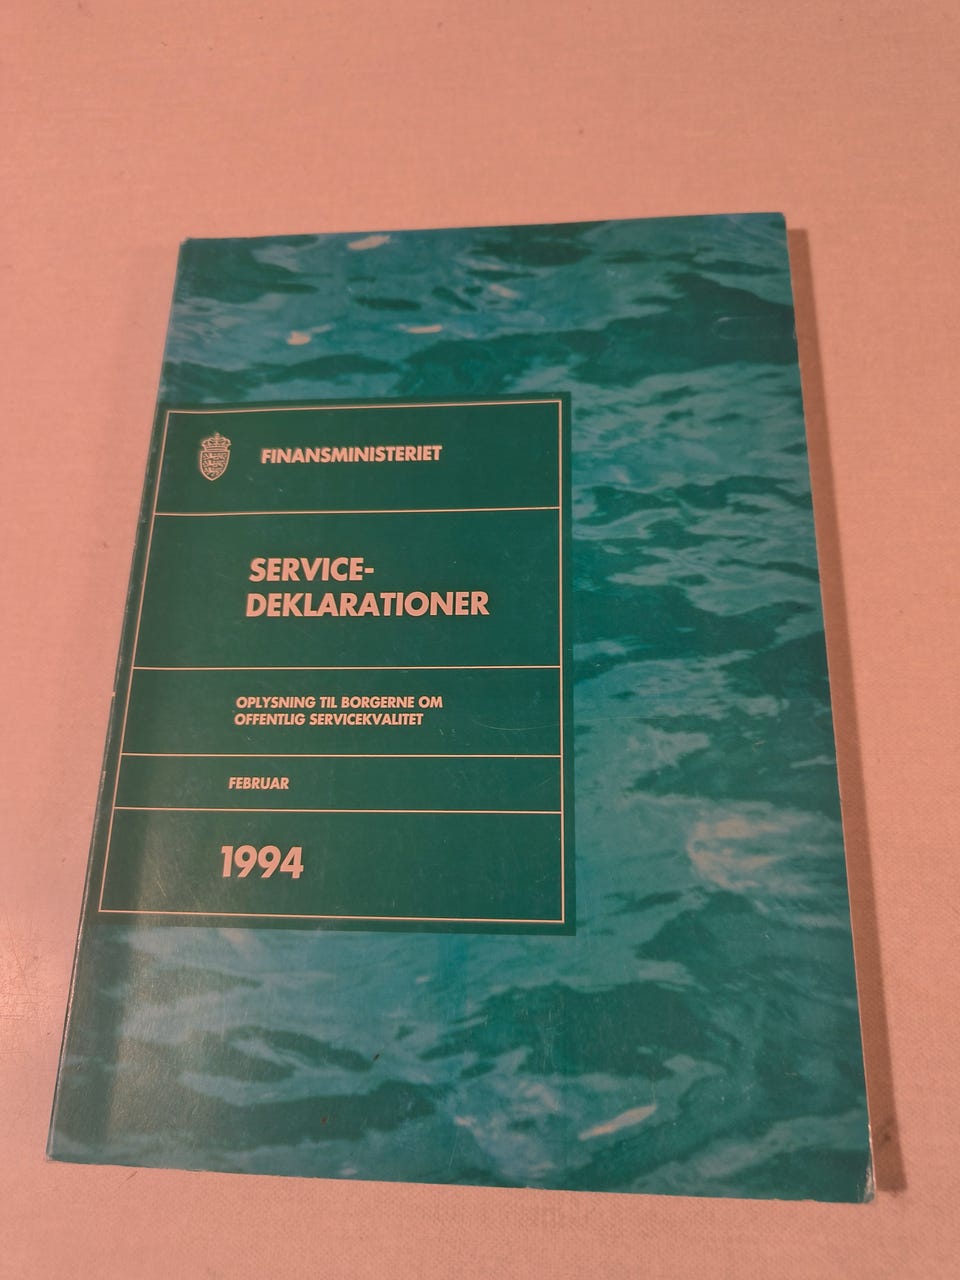 FINANSMINISTERIET
SERVICE-
DEKLARATIONER
OPLYSNING TIL BORGERNE OM
OFFENTLIG SERVICEKVALITET
FEBRUAR
1994